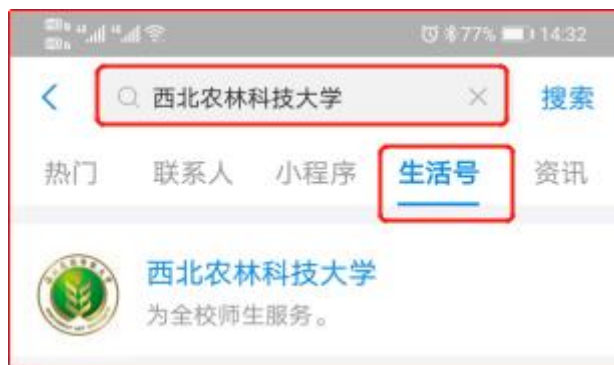 77% 14:32
西北农林科技大学 搜索
热门 联系人 小程序 生活号 资讯
西北农林科技大学
为全校师生服务。